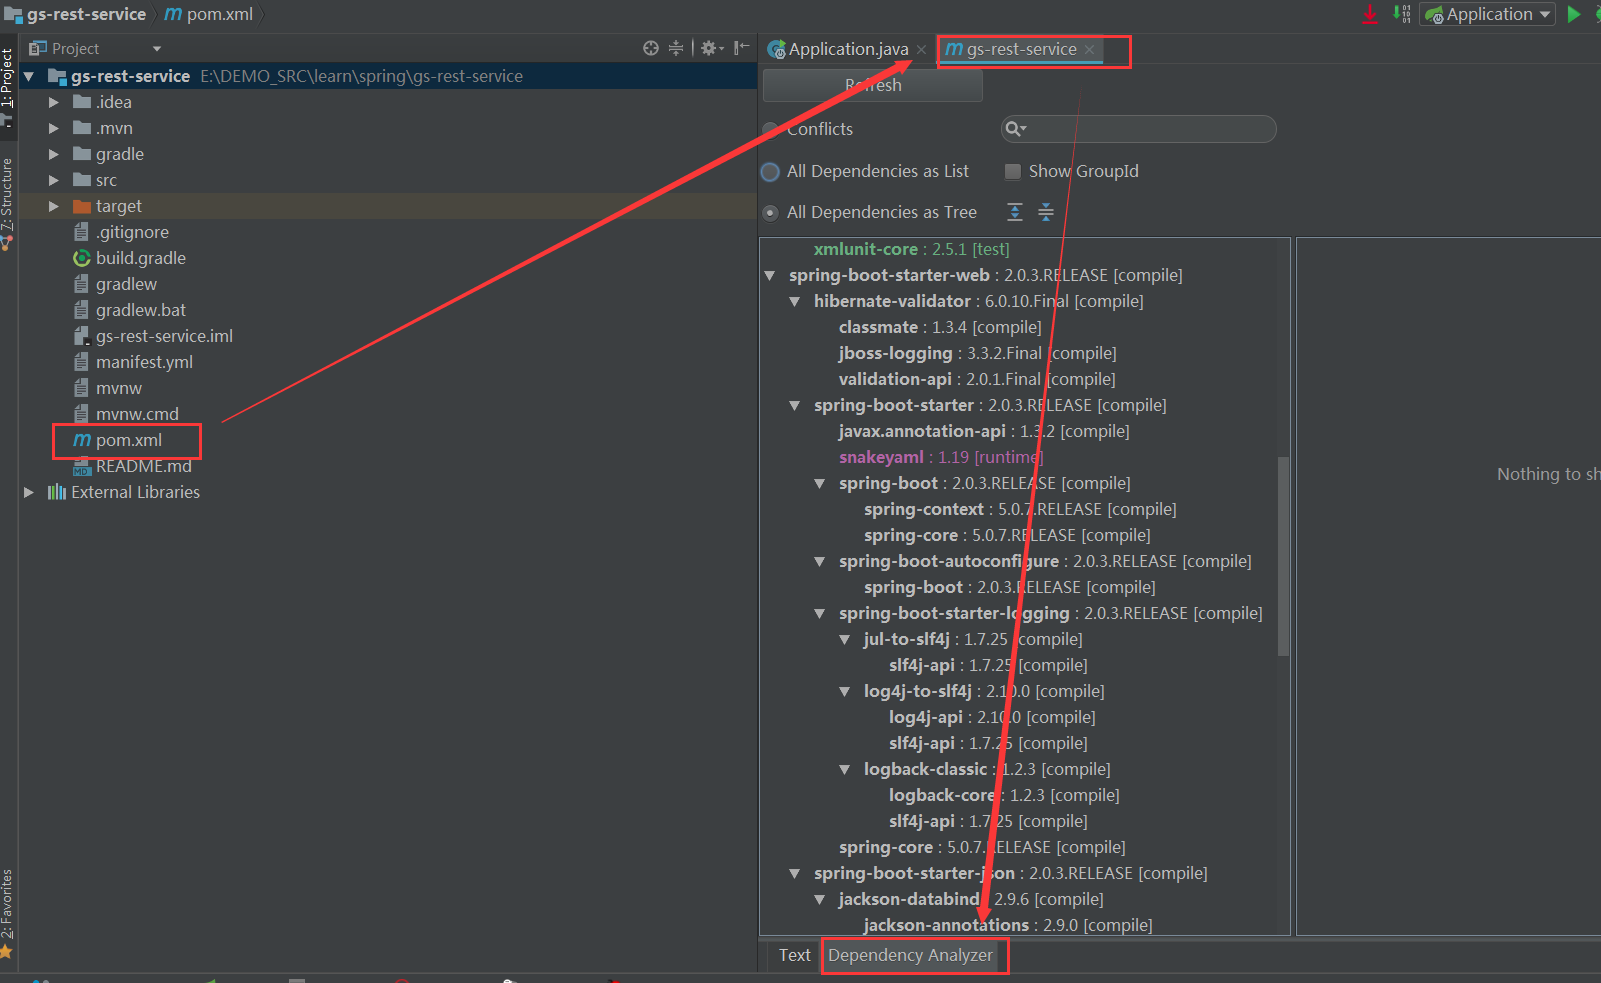 gs-rest-service pom.xml
Application
Project
gs-rest-service E:\DEMO_SRC\learn\spring\gs-rest-service
.idea
.mvn
gradle
src
target
.gitignore
build.gradle
gradlew
gradlew.bat
gs-rest-service.iml
manifest.yml
mvnw
mvnw.cmd
pom.xml
README.md
External Libraries
1: Project
7: Structure
2: Favorites
Application.java
gs-rest-service
Refresh
Conflicts
All Dependencies as List
Show GroupId
All Dependencies as Tree
xmlunit-core : 2.5.1 [test]
spring-boot-starter-web : 2.0.3.RELEASE [compile]
hibernate-validator : 6.0.10.Final [compile]
classmate : 1.3.4 [compile]
jboss-logging : 3.3.2.Final [compile]
validation-api : 2.0.1.Final [compile]
spring-boot-starter : 2.0.3.RELEASE [compile]
javax.annotation-api : 1.3.2 [compile]
snakeyaml : 1.19 [runtime]
spring-boot : 2.0.3.RELEASE [compile]
spring-context : 5.0.7.RELEASE [compile]
spring-core : 5.0.7.RELEASE [compile]
spring-boot-autoconfigure : 2.0.3.RELEASE [compile]
spring-boot : 2.0.3.RELEASE [compile]
spring-boot-starter-logging : 2.0.3.RELEASE [compile]
jul-to-slf4j : 1.7.25 [compile]
slf4j-api : 1.7.25 [compile]
log4j-to-slf4j : 2.10.0 [compile]
log4j-api : 2.10.0 [compile]
slf4j-api : 1.7.25 [compile]
logback-classic : 1.2.3 [compile]
logback-core : 1.2.3 [compile]
slf4j-api : 1.7.25 [compile]
spring-core : 5.0.7.RELEASE [compile]
spring-boot-starter-json : 2.0.3.RELEASE [compile]
jackson-databind : 2.9.6 [compile]
jackson-annotations : 2.9.0 [compile]
Nothing to sh
Text
Dependency Analyzer